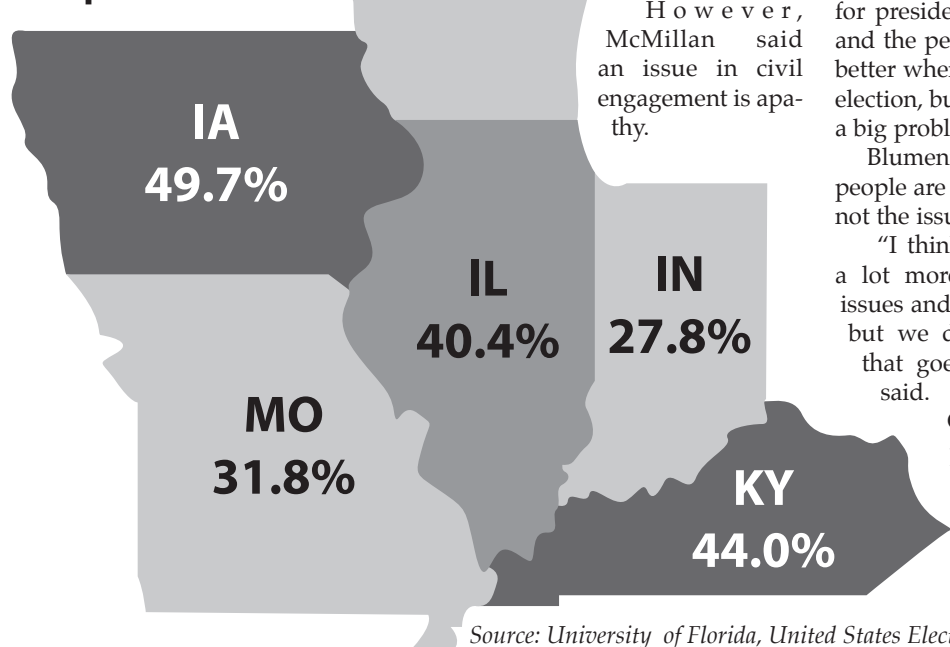 However,
McMillan said
an issue in civil
engagement is apa-
thy.
for preside
and the pe
better whe
election, bu
a big probl
Blumen
people are
not the issu
“I thin
a lot more
issues and
but we d
that goe
said.
IA
49.7%
IL
40.4%
IN
27.8%
MO
31.8%
KY
44.0%
Source: University of Florida, United States Elec